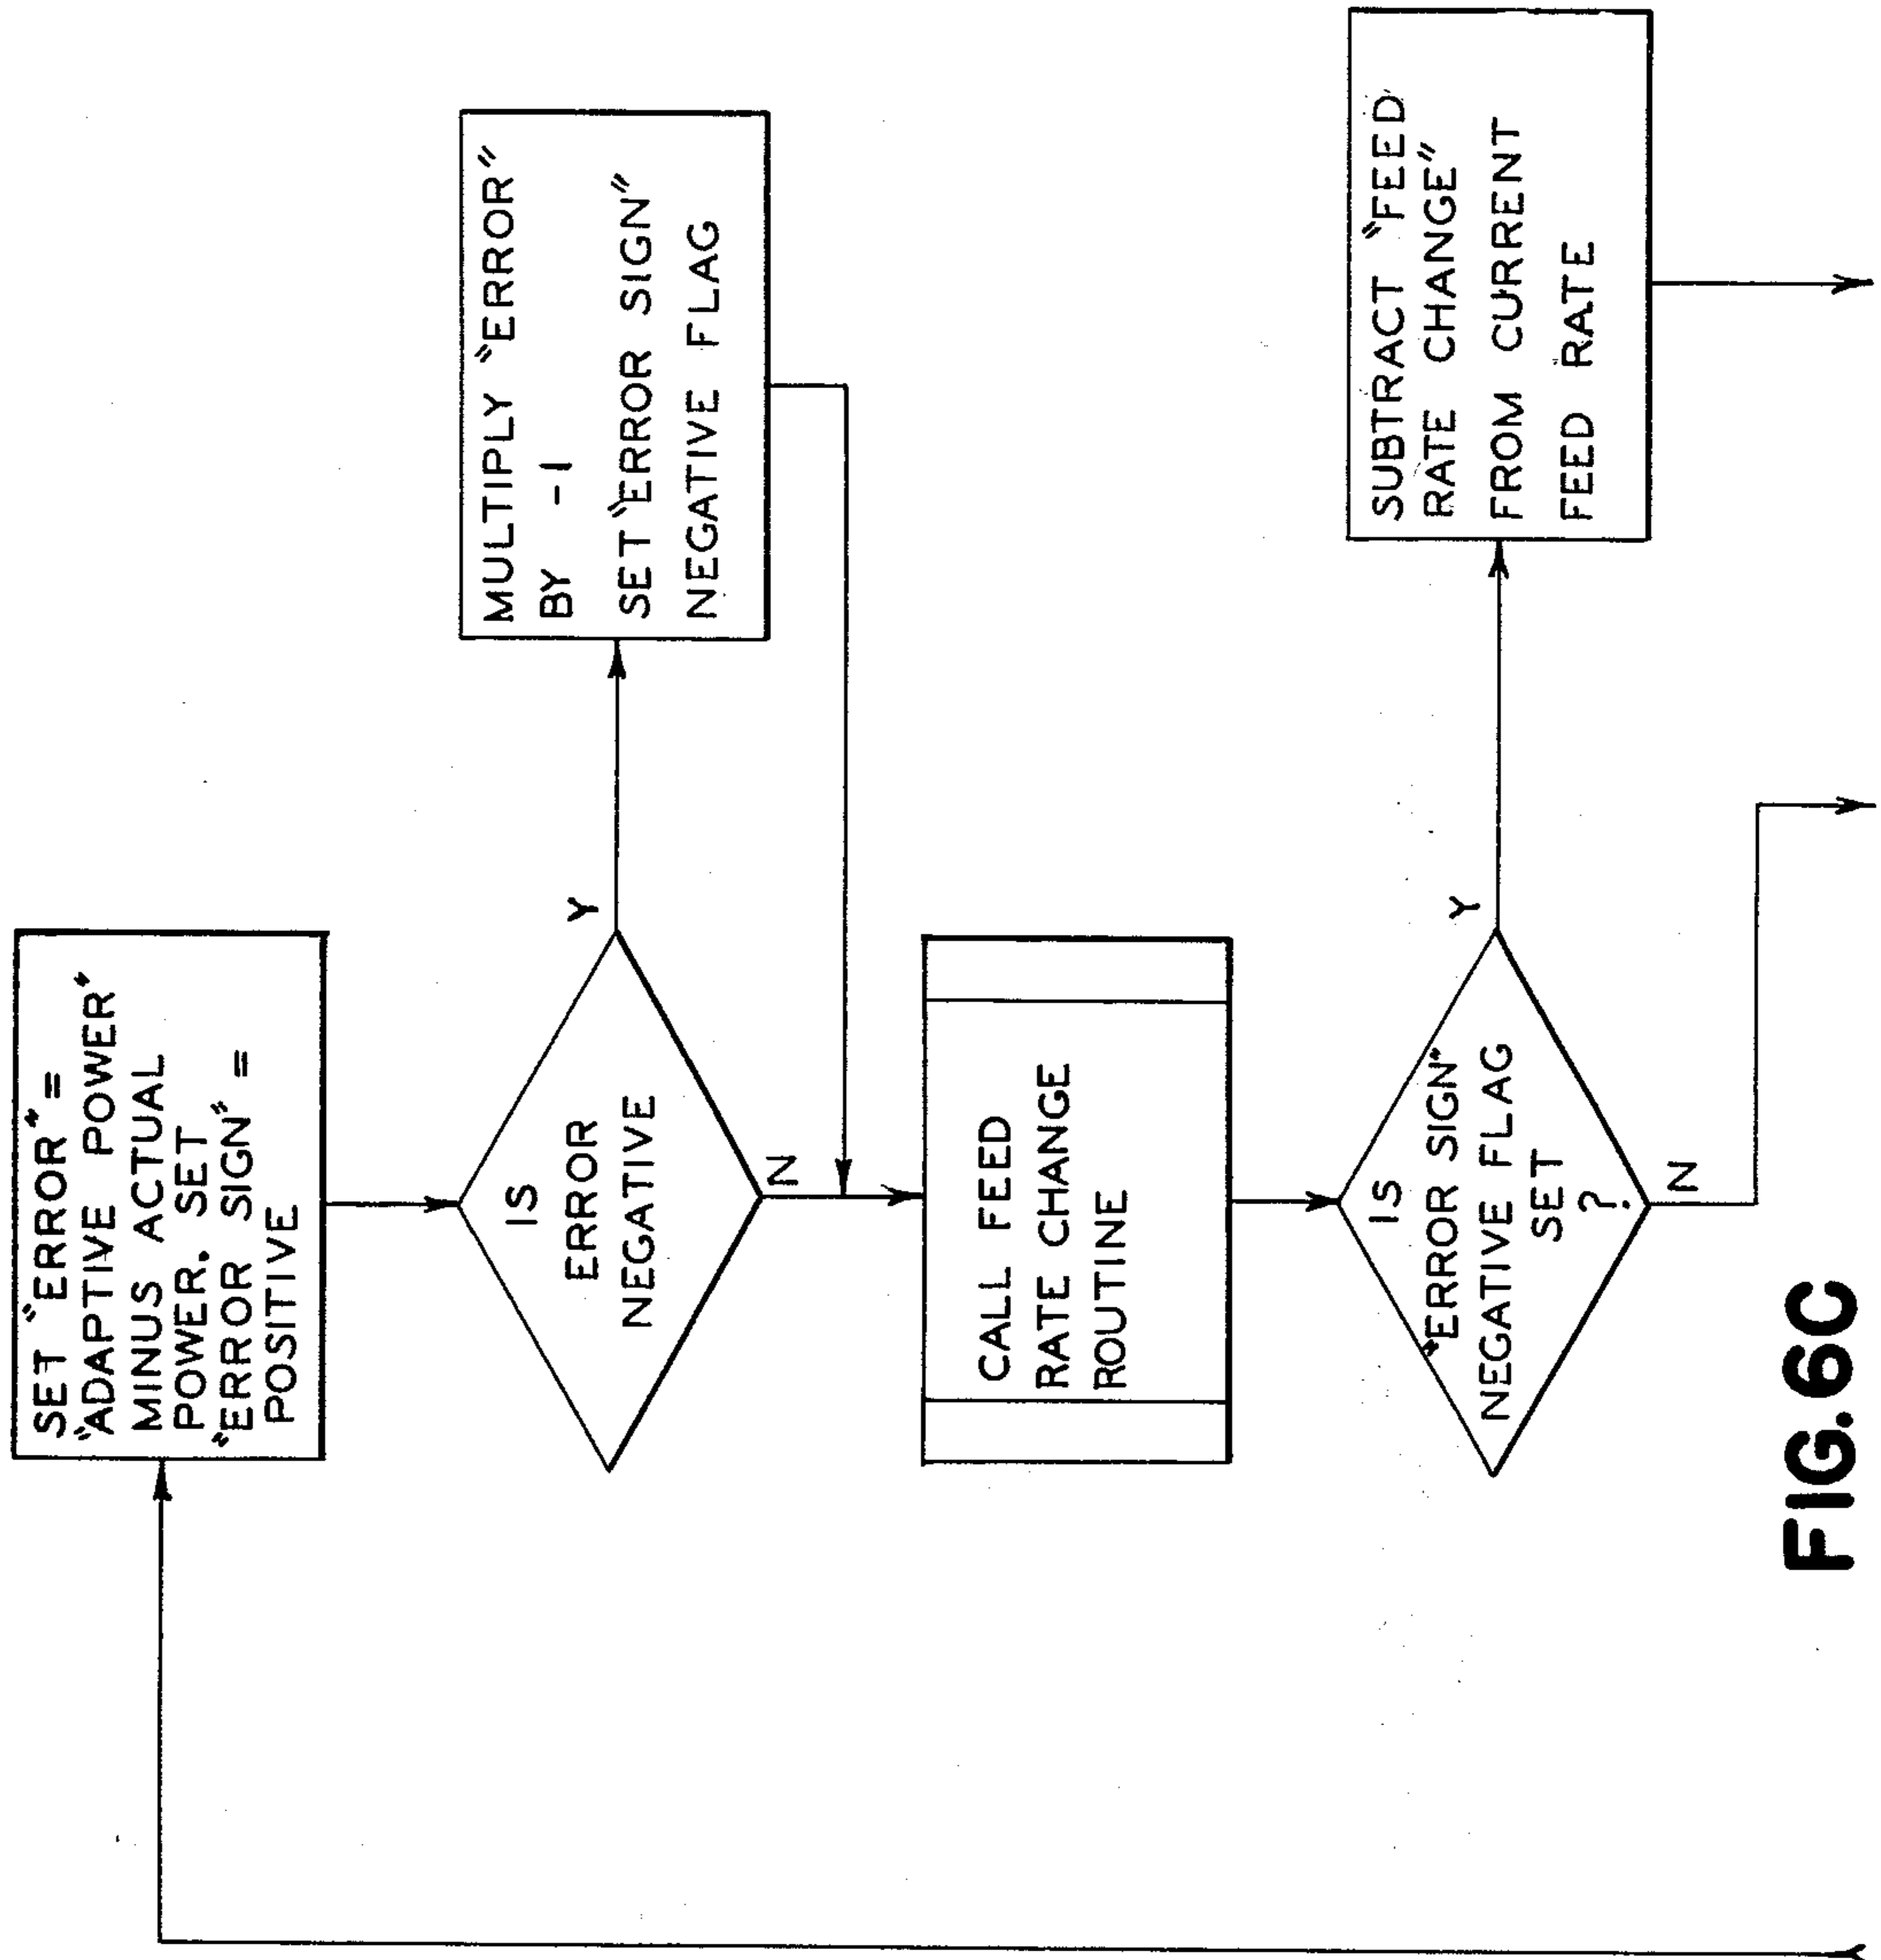 SET "ERROR" =
"ADAPTIVE POWER"
MINUS ACTUAL
POWER. SET
"ERROR SIGN" =
POSITIVE
IS
ERROR
NEGATIVE
Y
N
MULTIPLY "ERROR"
BY -1
SET "ERROR SIGN"
NEGATIVE FLAG
CALL FEED
RATE CHANGE
ROUTINE
IS
"ERROR SIGN"
NEGATIVE FLAG
SET
?
Y
N
SUBTRACT "FEED
RATE CHANGE"
FROM CURRENT
FEED RATE
FIG.6C